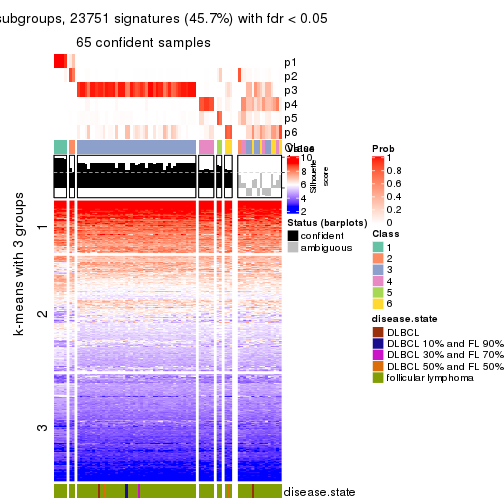 subgroups, 23751 signatures (45.7%) with fdr < 0.05
65 confident samples
p1
p2
p3
p4
p5
p6
Class
Value
10
8
6
4
2
Silhouette
score
Status (barplots)
confident
ambiguous
Prob
1
0.8
0.6
0.4
0.2
0
Class
1
2
3
4
5
6
disease.state
DLBCL
DLBCL 10% and FL 90%
DLBCL 30% and FL 70%
DLBCL 50% and FL 50%
follicular lymphoma
k-means with 3 groups
1
2
3
disease.state